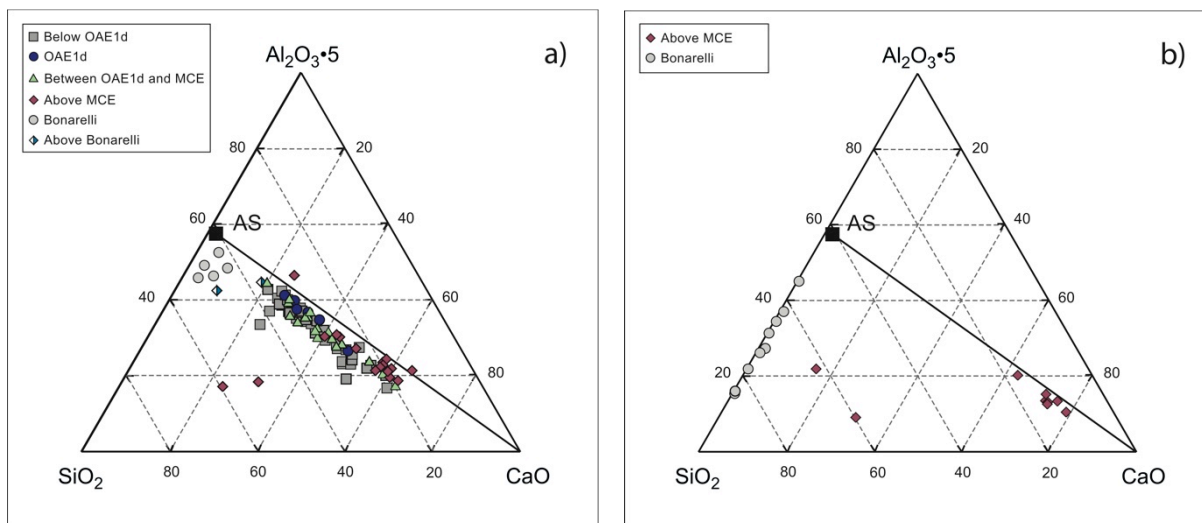 Below OAE1d
OAE1d
Between OAE1d and MCE
Above MCE
Bonarelli
Above Bonarelli
a)
Al₂O₃•5
80
20
60
AS
40
40
60
20
80
SiO₂
80
60
40
20
CaO
Above MCE
Bonarelli
b)
Al₂O₃•5
80
20
60
AS
40
40
60
20
80
SiO₂
80
60
40
20
CaO